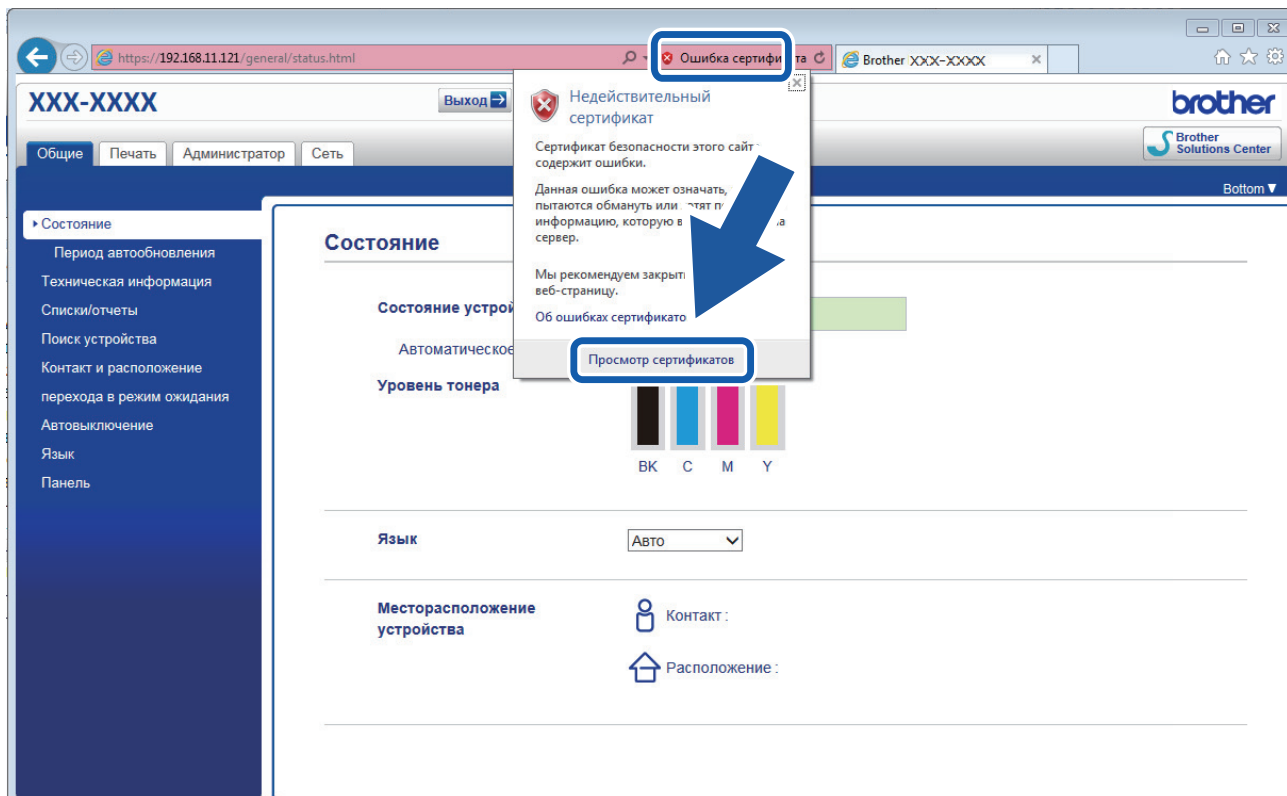 https://192.168.11.121/general/status.html
Ошибка сертификата
Brother XXX-XXXX
XXX-XXXX
Выход
brother
Общие
Печать
Администратор
Сеть
Brother
Solutions Center
Bottom
Недействительный
сертификат
Сертификат безопасности этого сайт
содержит ошибки.
Данная ошибка может означать,
пытаются обмануть или
информацию, которую
сервер.
Мы рекомендуем
веб-страницу.
Об ошибках
Просмотр сертификатов
Состояние
Период автообновления
Техническая информация
Списки/отчеты
Поиск устройства
Контакт и расположение
перехода в режим ожидания
Автовыключение
Язык
Панель
Состояние
Состояние
Автоматическое
Уровень тонера
BK C M Y
Язык
Авто
Месторасположение
устройства
Контакт :
Расположение :